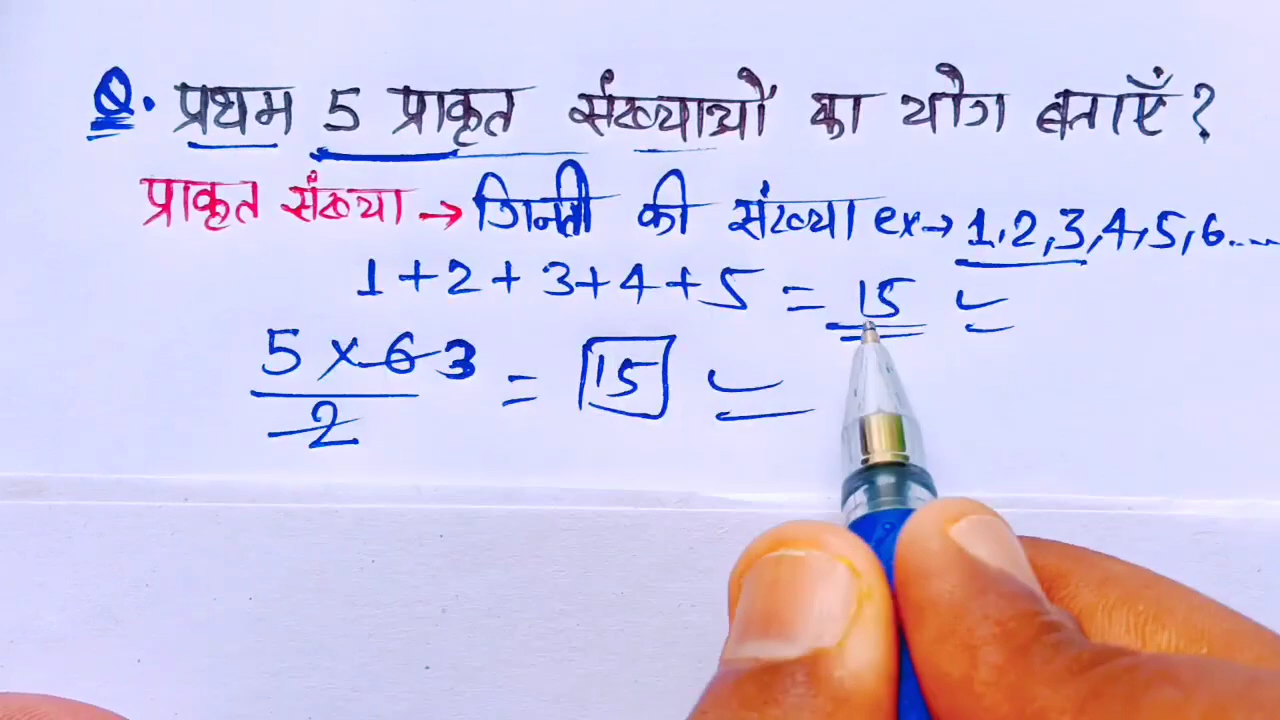 Q. प्रथम 5 प्राकृत संख्याओं का योग बताएँ?
प्राकृत संख्या → गिनती की संख्या ex→ 1,2,3,4,5,6....
1+2+3+4+5 = 15
5 × 6 3
2
= 15